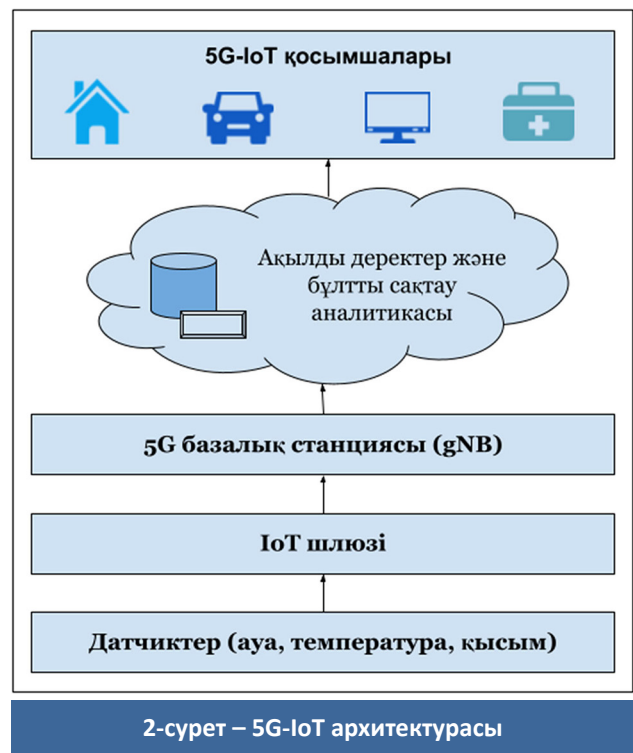 5G-IoT қосымшалары
Ақылды деректер және
бұлтты сақтау
аналитикасы
5G базалық станциясы (gNB)
IoT шлюзі
Датчиктер (ауа, температура, қысым)
2-сурет – 5G-IoT архитектурасы